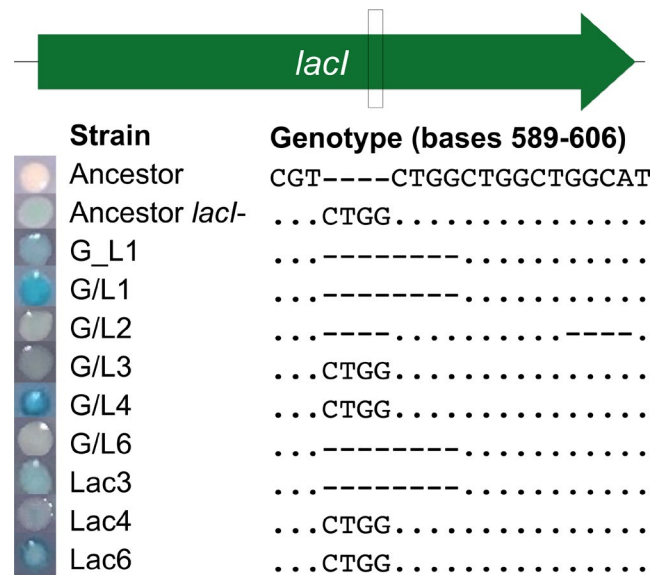 lacI
Strain Genotype (bases 589-606)
Ancestor CGT----CTGGCTGGCTGGCAT
Ancestor lacI- ...CTGG...............
G_L1 ...--------...........
G/L1 ...--------...........
G/L2 ...----..........----.
G/L3 ...CTGG...............
G/L4 ...CTGG...............
G/L6 ...--------...........
Lac3 ...--------...........
Lac4 ...CTGG...............
Lac6 ...CTGG...............